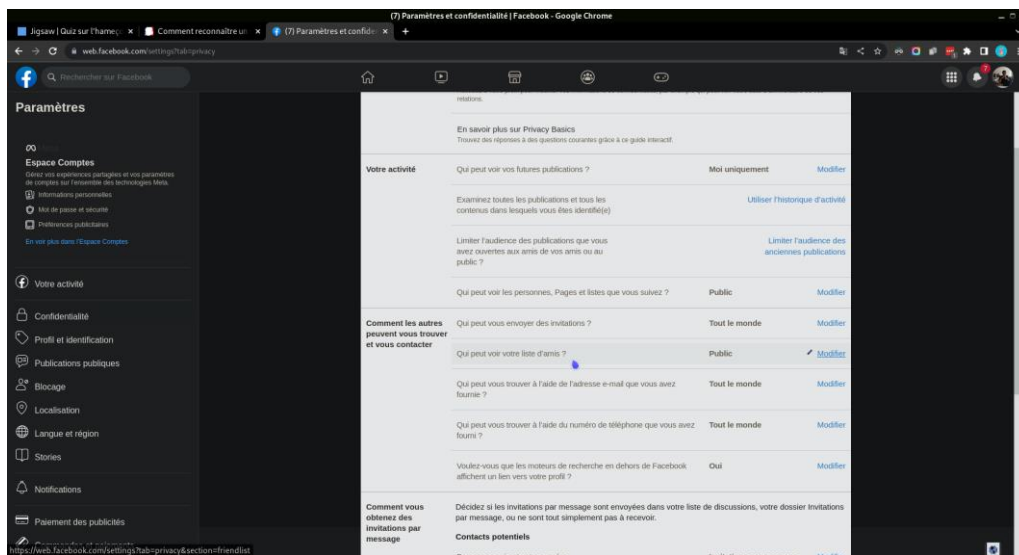 (7) Paramètres et confidentialité | Facebook - Google Chrome
Jigsaw | Quiz sur l'hameç
Comment reconnaître un
(7) Paramètres et confide
web.facebook.com/settings?tab=privacy
Rechercher sur Facebook
7
Paramètres
Espace Comptes
Gérez vos expériences partagées et vos paramètres
de comptes sur l'ensemble des technologies Meta.
Informations personnelles
Mot de passe et sécurité
Préférences publicitaires
En voir plus dans l'Espace Comptes
Votre activité
Confidentialité
Profil et identification
Publications publiques
Blocage
Localisation
Langue et région
Stories
Notifications
Paiement des publicités
Commandes et paiements
https://web.facebook.com/settings?tab=privacy&section=friendlist
relations.
En savoir plus sur Privacy Basics
Trouvez des réponses à des questions courantes grâce à ce guide interactif.
Votre activité
Qui peut voir vos futures publications ? Moi uniquement Modifier
Examinez toutes les publications et tous les
contenus dans lesquels vous êtes identifié(e)
Utiliser l'historique d'activité
Limiter l'audience des publications que vous
avez ouvertes aux amis de vos amis ou au
public ?
Limiter l'audience des
anciennes publications
Qui peut voir les personnes, Pages et listes que vous suivez ? Public Modifier
Comment les autres
peuvent vous trouver
et vous contacter
Qui peut vous envoyer des invitations ? Tout le monde Modifier
Qui peut voir votre liste d'amis ? Public Modifier
Qui peut vous trouver à l'aide de l'adresse e-mail que vous avez
fournie ?
Tout le monde Modifier
Qui peut vous trouver à l'aide du numéro de téléphone que vous avez
fourni ?
Tout le monde Modifier
Voulez-vous que les moteurs de recherche en dehors de Facebook
affichent un lien vers votre profil ?
Oui Modifier
Comment vous
obtenez des
invitations par
message
Décidez si les invitations par message sont envoyées dans votre liste de discussions, votre dossier Invitations
par message, ou ne sont tout simplement pas à recevoir.
Contacts potentiels